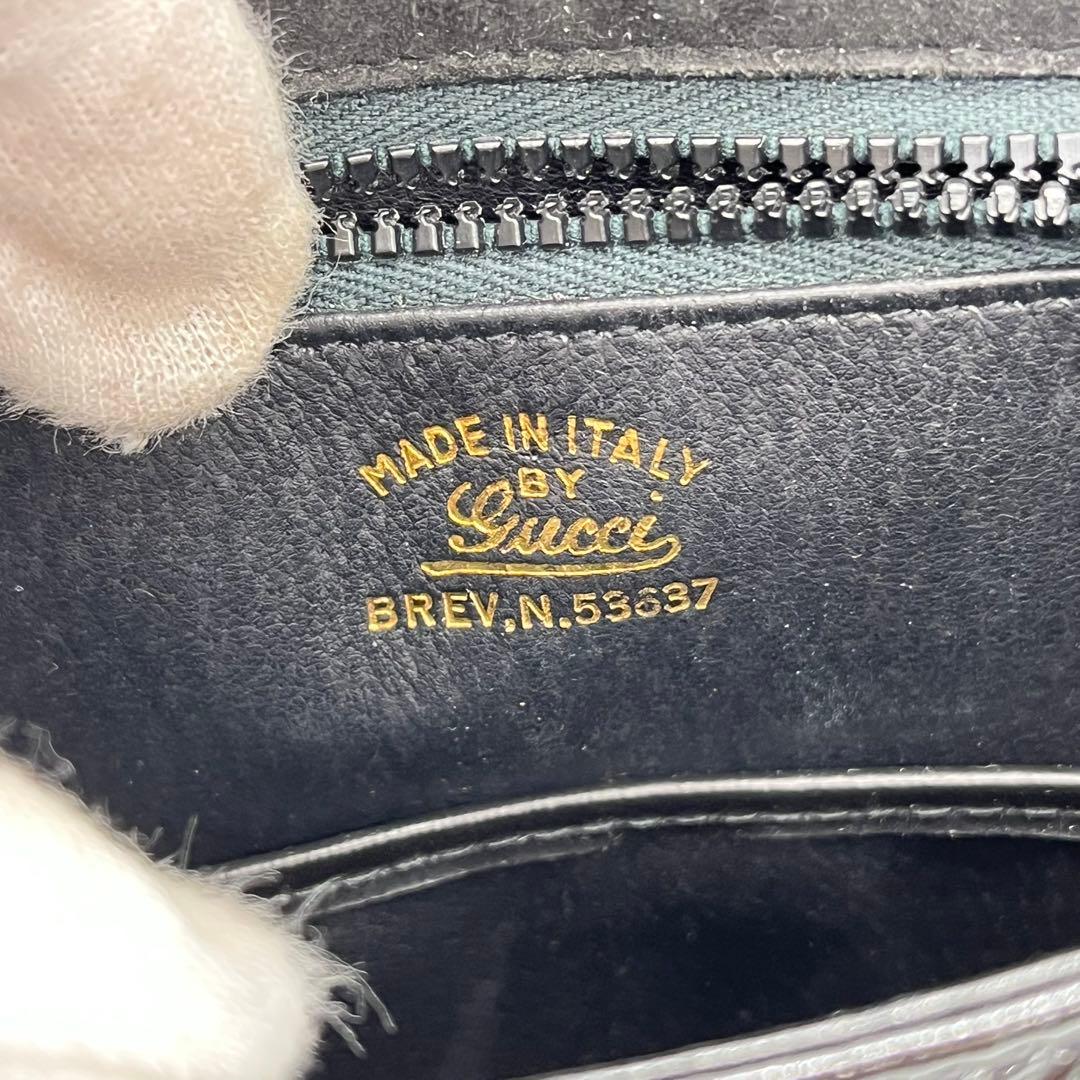 MADE IN ITALY
BY
Gucci
BREV,N.53637